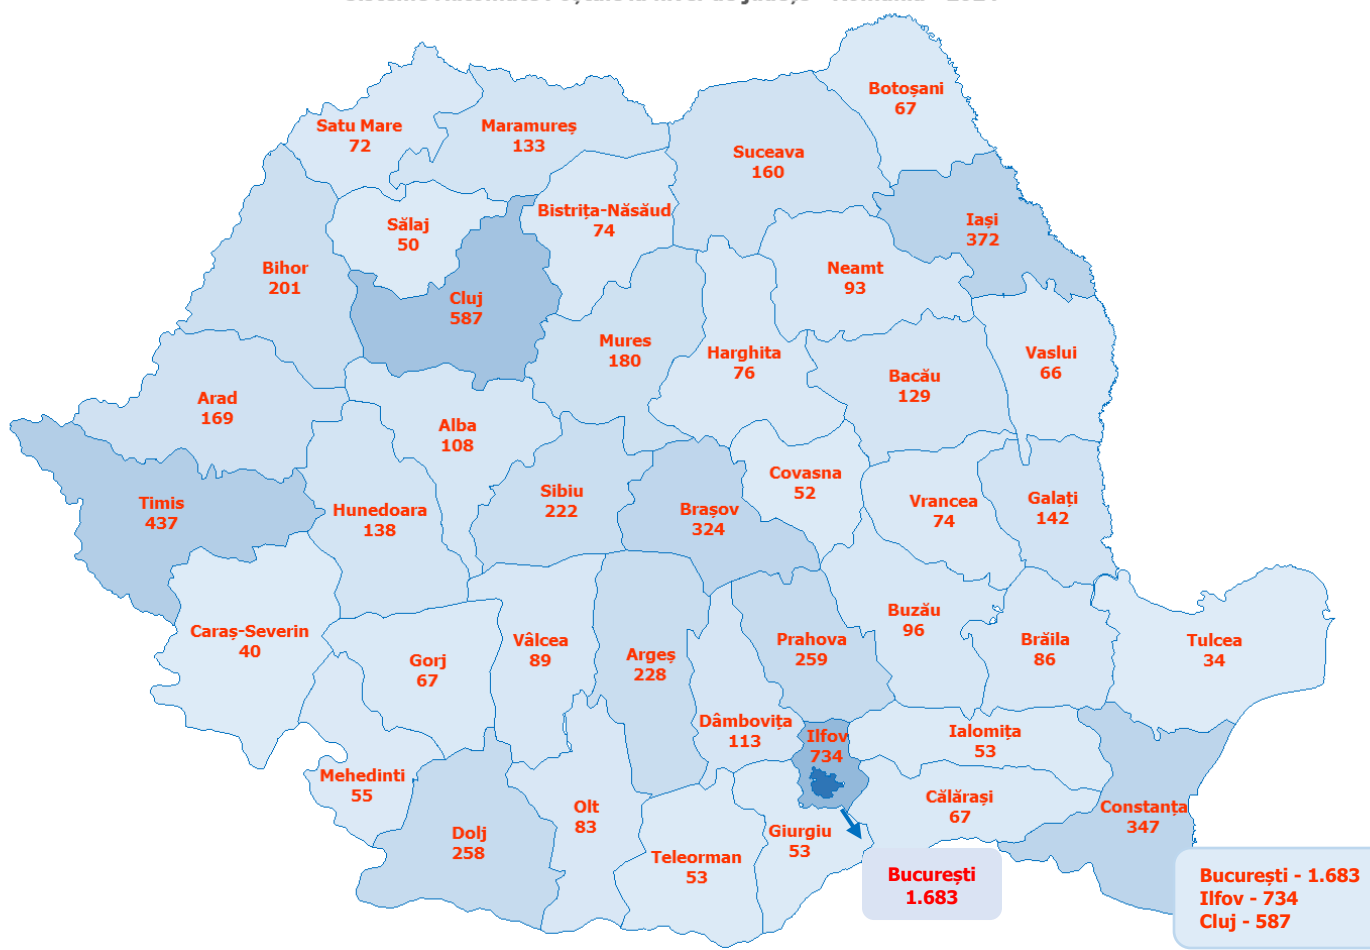 Botoșani
67
Satu Mare
72
Maramureș
133
Suceava
160
Iași
372
Bistrița-Năsăud
74
Sălaj
50
Neamt
93
Bihor
201
Cluj
587
Mures
180
Harghita
76
Vaslui
66
Bacău
129
Arad
169
Alba
108
Covasna
52
Sibiu
222
Timis
437
Hunedoara
138
Brașov
324
Vrancea
74
Galați
142
Buzău
96
Caraș-Severin
40
Gorj
67
Vâlcea
89
Argeș
228
Prahova
259
Brăila
86
Tulcea
34
Dâmbovița
113
Ilfov
734
Ialomița
53
Mehedinti
55
Călărași
67
Constanța
347
Olt
83
Dolj
258
Giurgiu
53
Teleorman
53
București
1.683
București - 1.683
Ilfov - 734
Cluj - 587